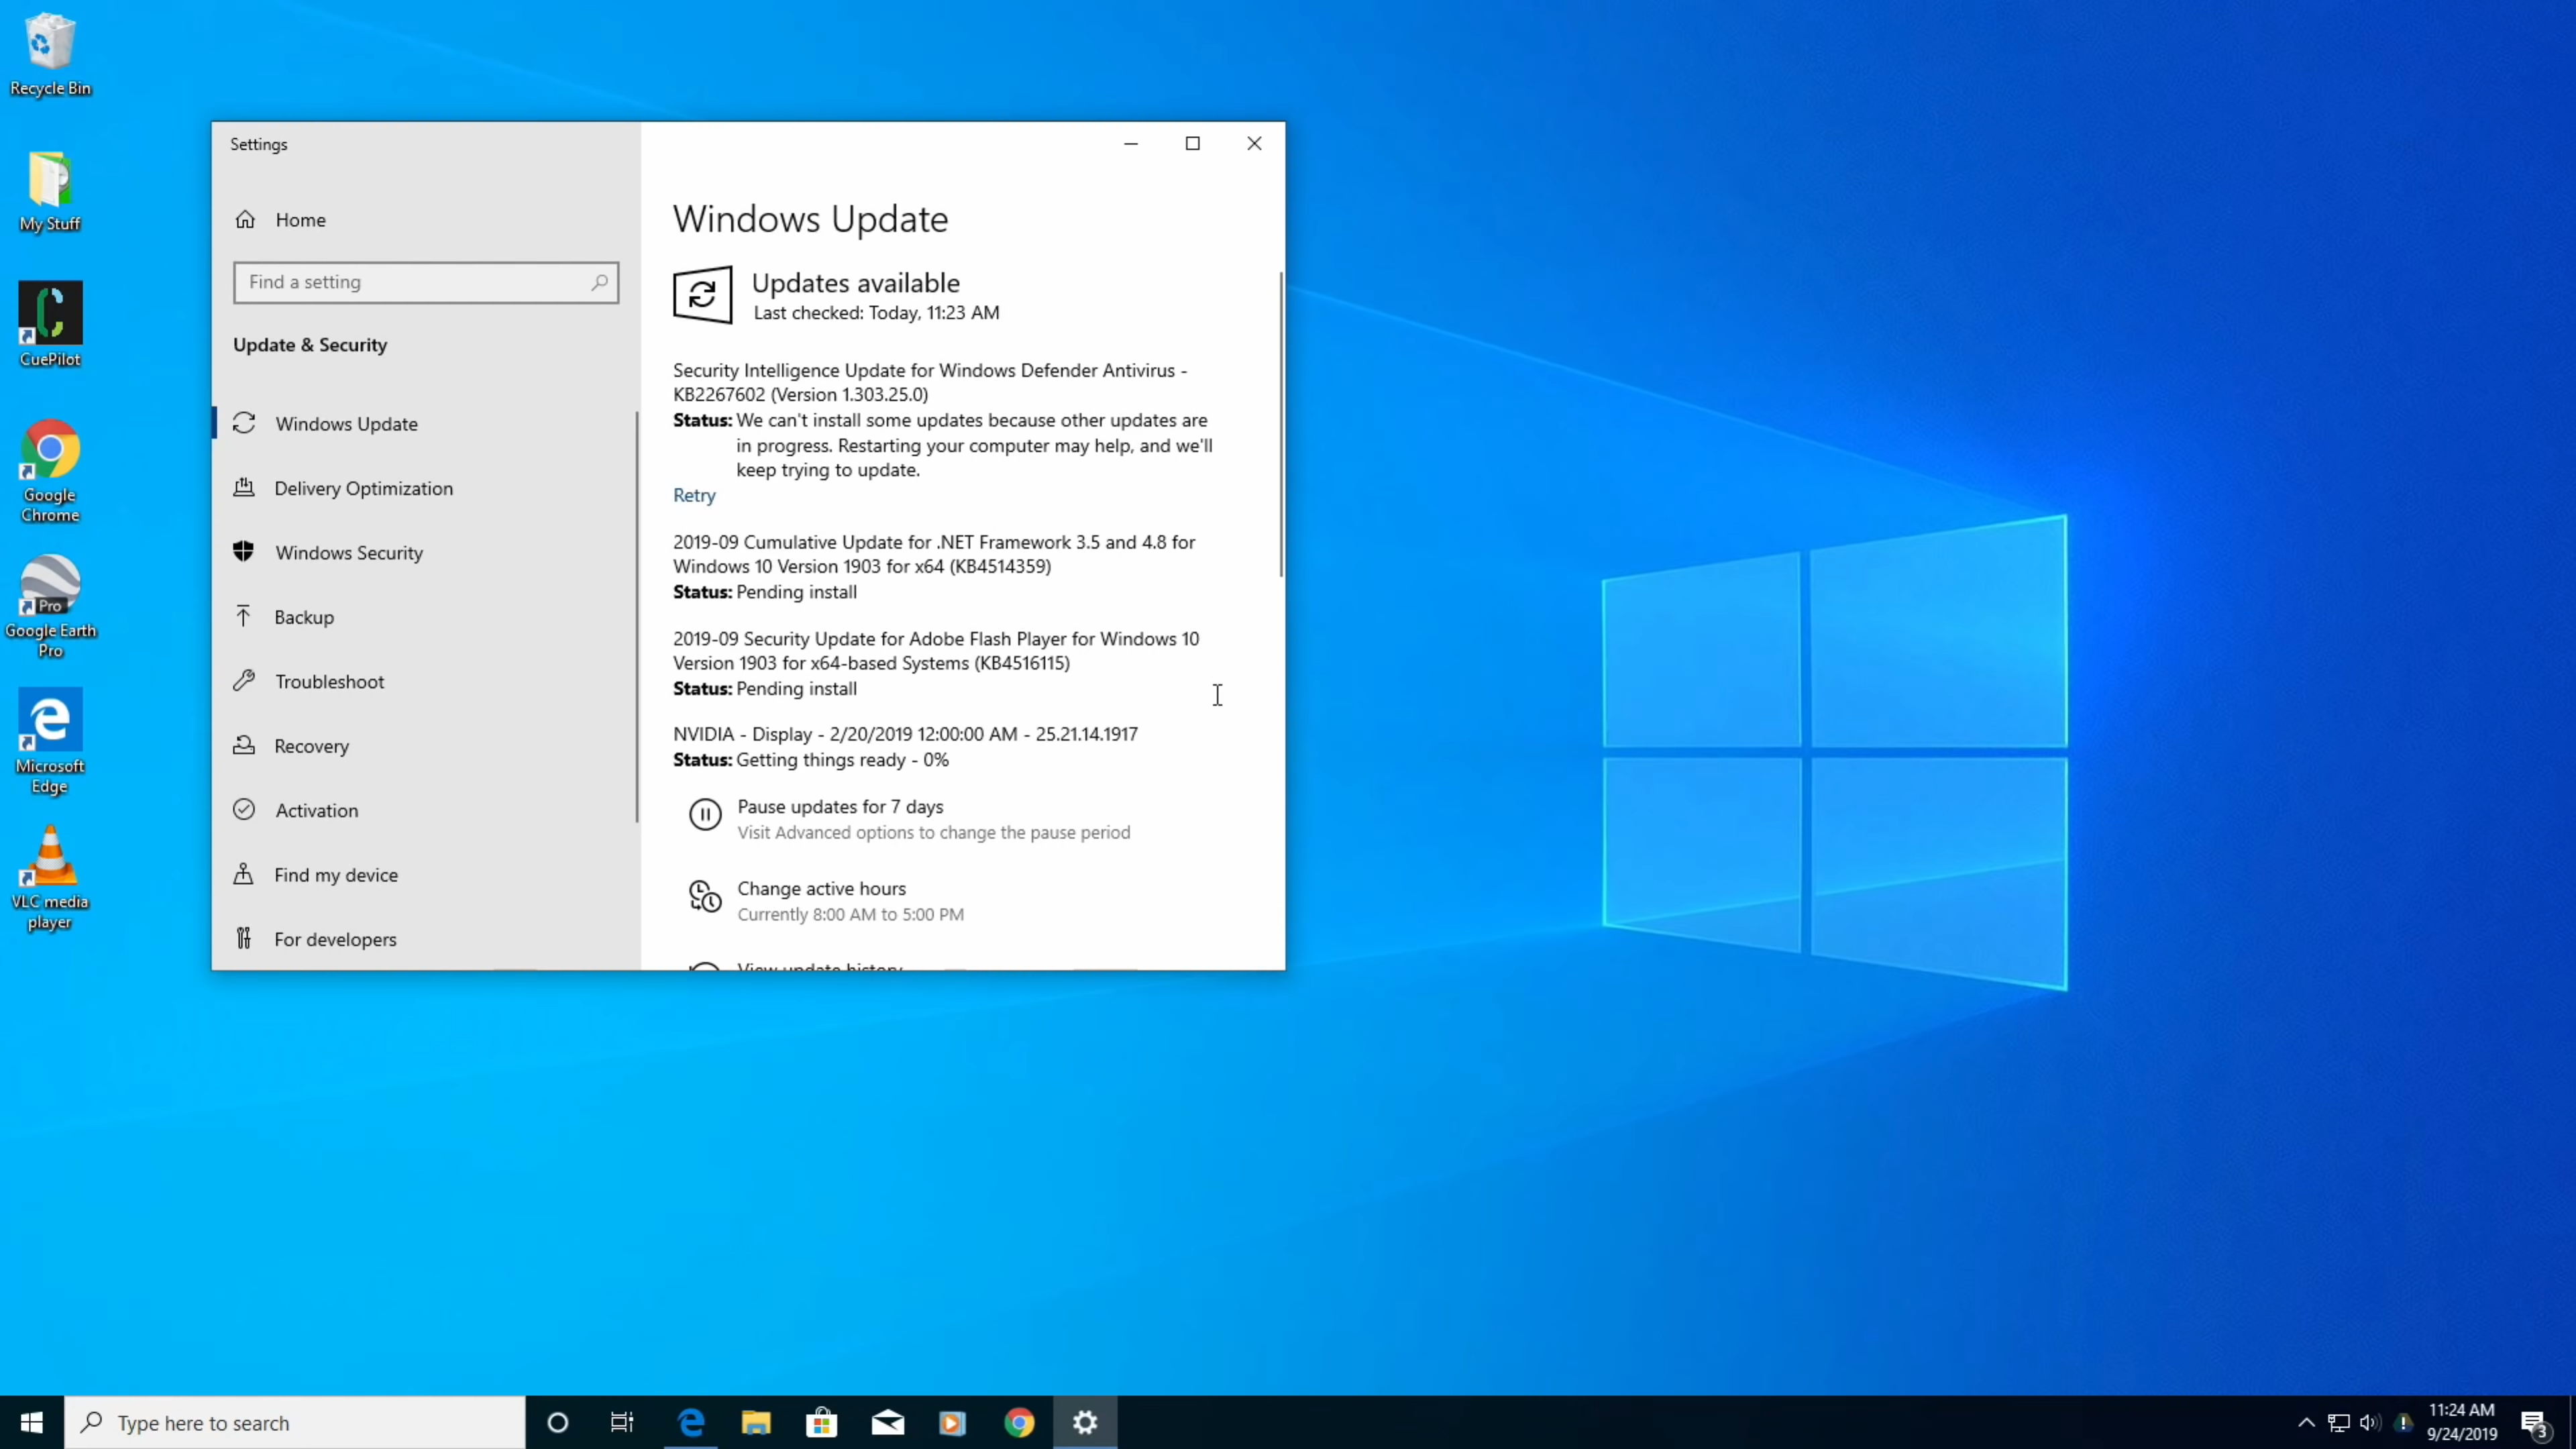 Recycle Bin
My Stuff
CuePilot
Google
Chrome
Pro
Google Earth
Pro
Microsoft
Edge
VLC media
player
Settings
Home
Find a setting
Update & Security
Windows Update
Delivery Optimization
Windows Security
Backup
Troubleshoot
Recovery
Activation
Find my device
For developers
Windows Update
Updates available
Last checked: Today, 11:23 AM
Security Intelligence Update for Windows Defender Antivirus -
KB2267602 (Version 1.303.25.0)
Status: We can't install some updates because other updates are
in progress. Restarting your computer may help, and we'll
keep trying to update.
Retry
2019-09 Cumulative Update for .NET Framework 3.5 and 4.8 for
Windows 10 Version 1903 for x64 (KB4514359)
Status: Pending install
2019-09 Security Update for Adobe Flash Player for Windows 10
Version 1903 for x64-based Systems (KB4516115)
Status: Pending install
NVIDIA - Display - 2/20/2019 12:00:00 AM - 25.21.14.1917
Status: Getting things ready - 0%
Pause updates for 7 days
Visit Advanced options to change the pause period
Change active hours
Currently 8:00 AM to 5:00 PM
View update history
Type here to search
11:24 AM
9/24/2019
3